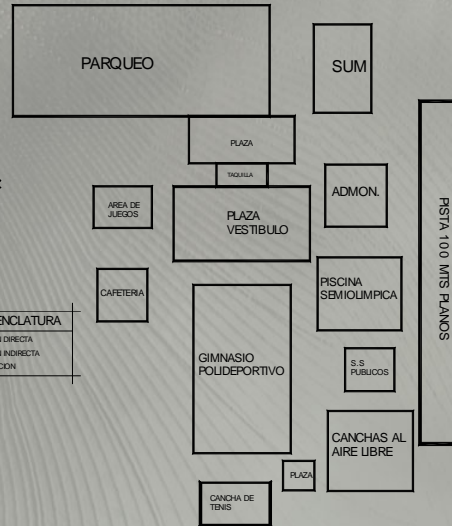 PARQUEO
SUM
PLAZA
TAQUILLA
ADMON.
AREA DE
JUEGOS
PLAZA
VESTIBULO
PISTA 100 MTS PLANOS
CAFETERIA
PISCINA
SEMIOLIMPICA
ENCLATURA
N DIRECTA
N INDIRECTA
CION
GIMNASIO
POLIDEPORTIVO
S.S
PUBLICOS
CANCHAS AL
AIRE LIBRE
PLAZA
CANCHA DE
TENIS